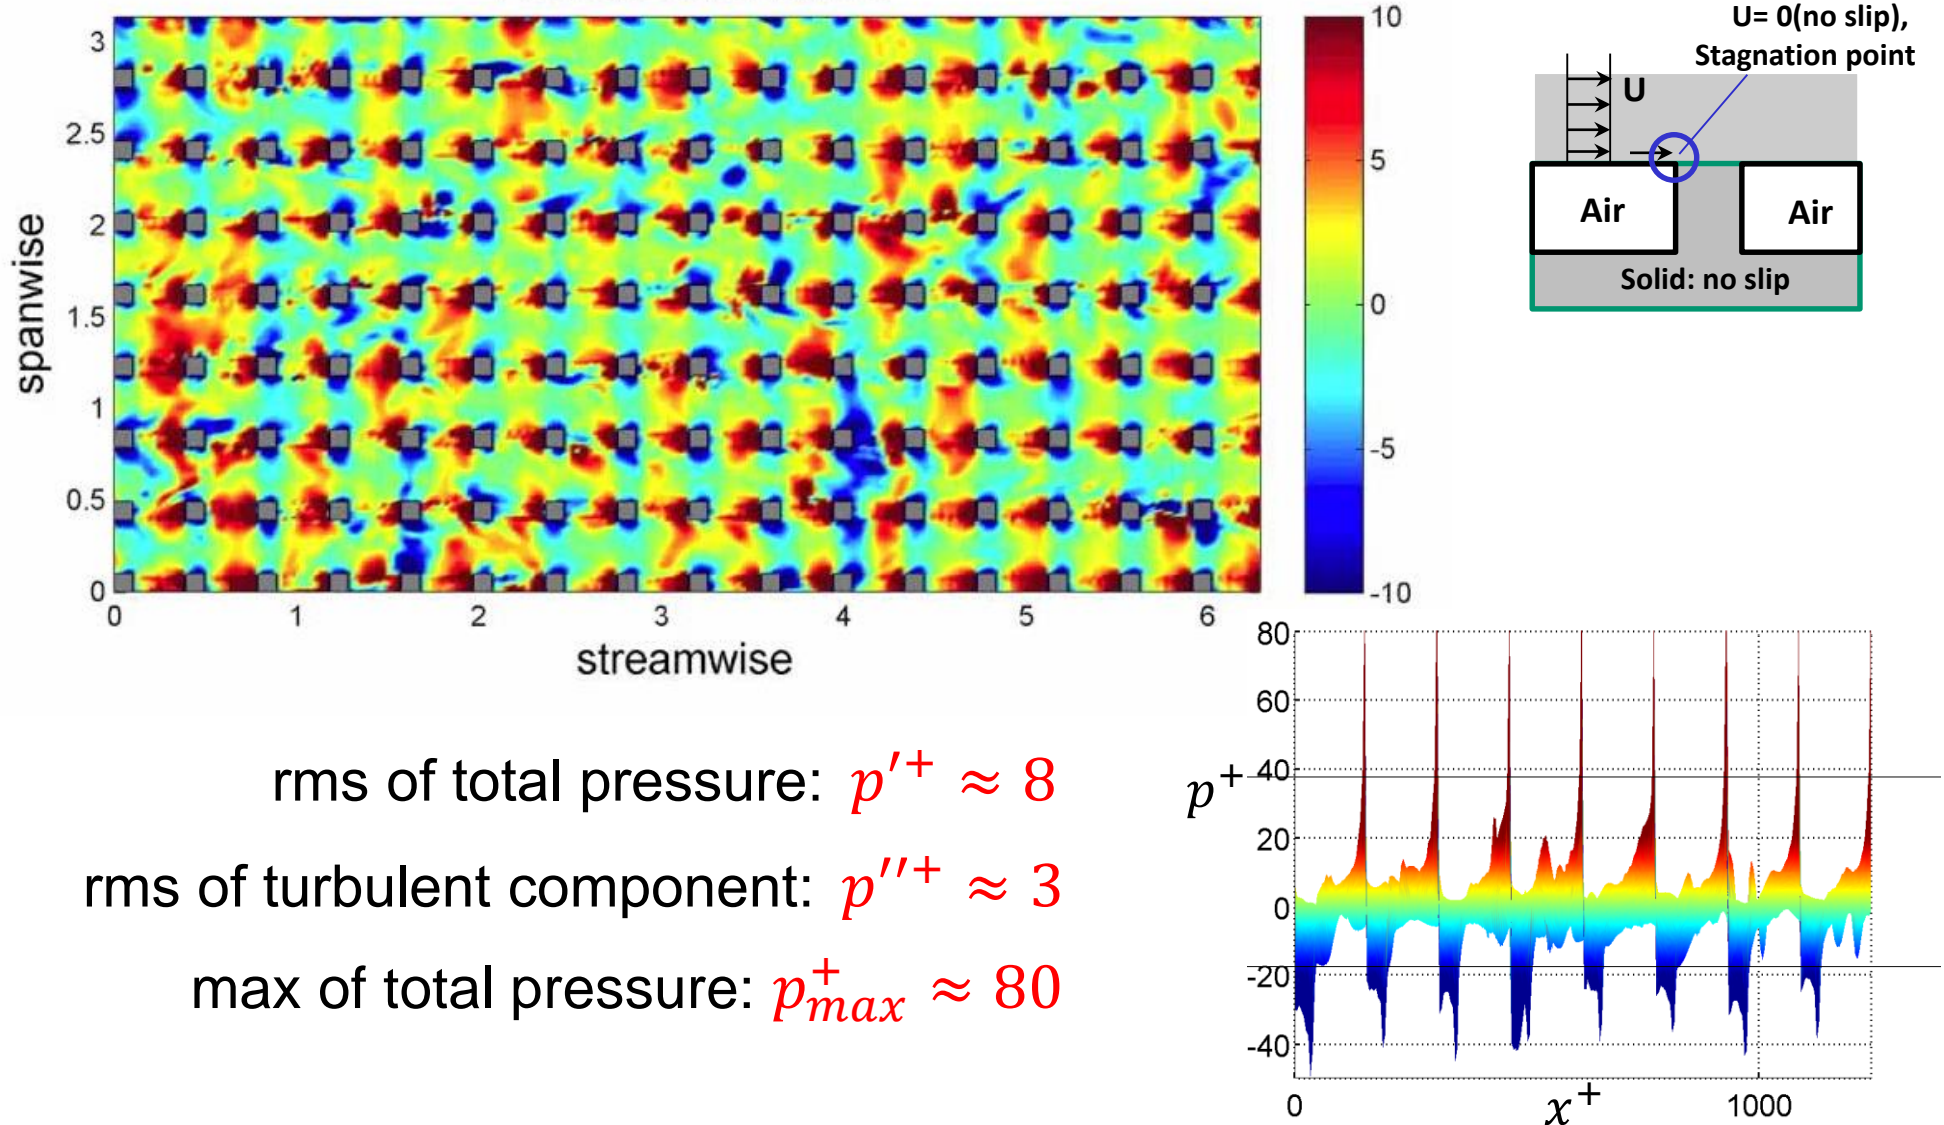 3
2.5
2
1.5
1
0.5
0
spanwise
0 1 2 3 4 5 6
streamwise
10
5
0
-5
-10
U= 0(no slip),
Stagnation point
U
Air Air
Solid: no slip
rms of total pressure: p′⁺ ≈ 8
rms of turbulent component: p′′⁺ ≈ 3
max of total pressure: p⁺max ≈ 80
80
60
40
20
0
-20
-40
p⁺
0 1000
x⁺